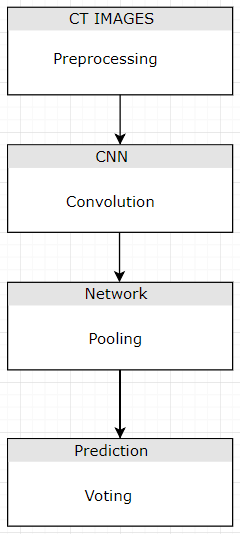 CT IMAGES
Preprocessing
CNN
Convolution
Network
Pooling
Prediction
Voting